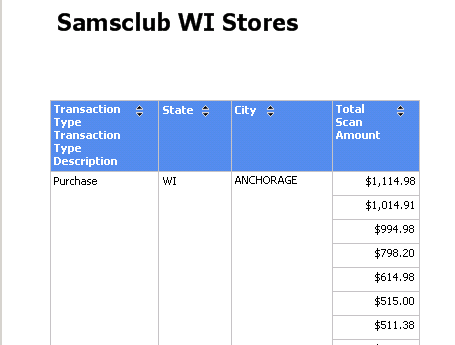 Samsclub WI Stores
Transaction Type Transaction Type Description State City Total Scan Amount
Purchase WI ANCHORAGE $1,114.98
$1,014.91
$994.98
$798.20
$614.98
$515.00
$511.38